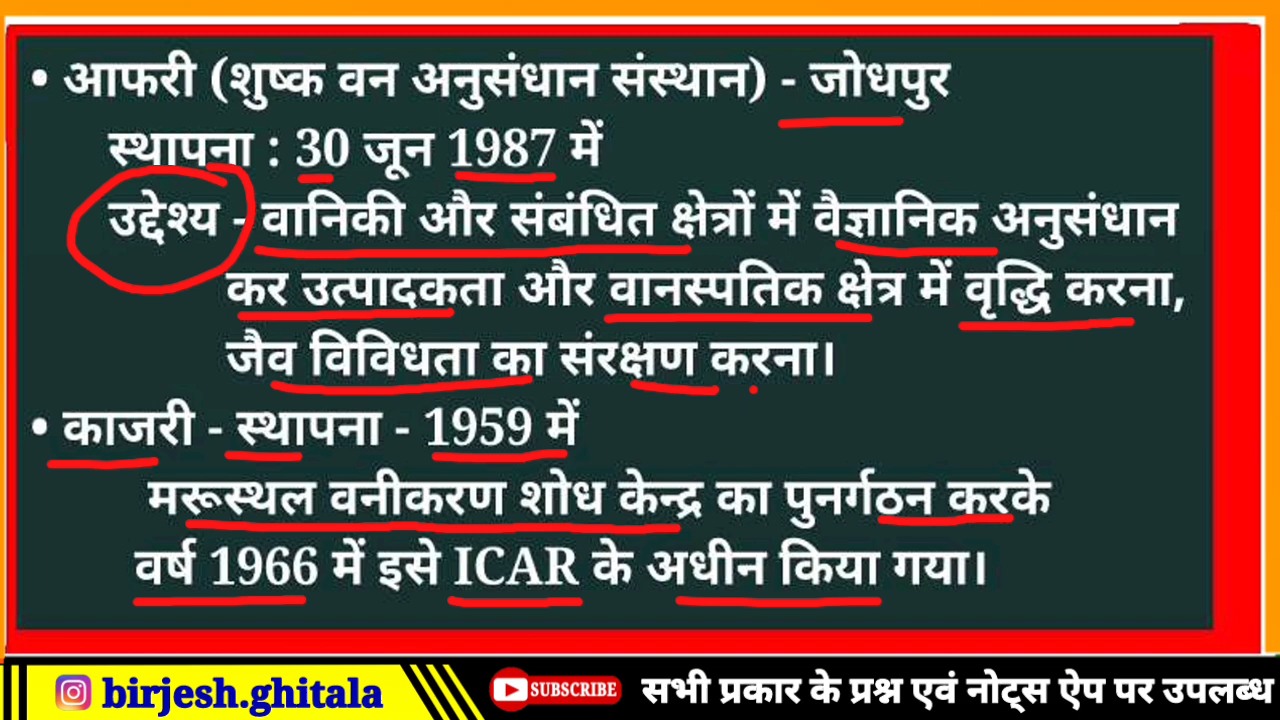 • आफरी (शुष्क वन अनुसंधान संस्थान) - जोधपुर
स्थापना : 30 जून 1987 में
उद्देश्य - वानिकी और संबंधित क्षेत्रों में वैज्ञानिक अनुसंधान
कर उत्पादकता और वानस्पतिक क्षेत्र में वृद्धि करना,
जैव विविधता का संरक्षण करना।
• काजरी - स्थापना - 1959 में
मरूस्थल वनीकरण शोध केन्द्र का पुनर्गठन करके
वर्ष 1966 में इसे ICAR के अधीन किया गया।
birjesh.ghitala SUBSCRIBE सभी प्रकार के प्रश्न एवं नोट्स ऐप पर उपलब्ध